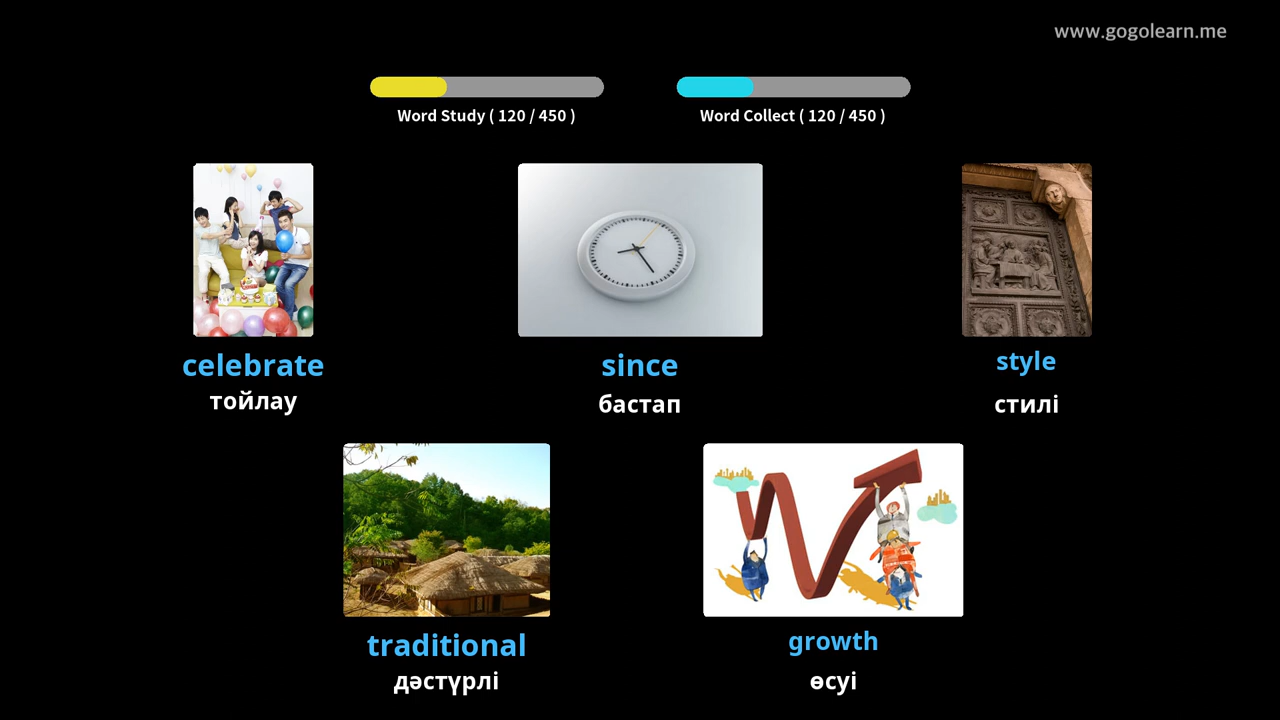 www.gogolearn.me
Word Study ( 120 / 450 )
Word Collect ( 120 / 450 )
celebrate
тойлау
since
бастап
style
стилі
traditional
дәстүрлі
growth
өсуі